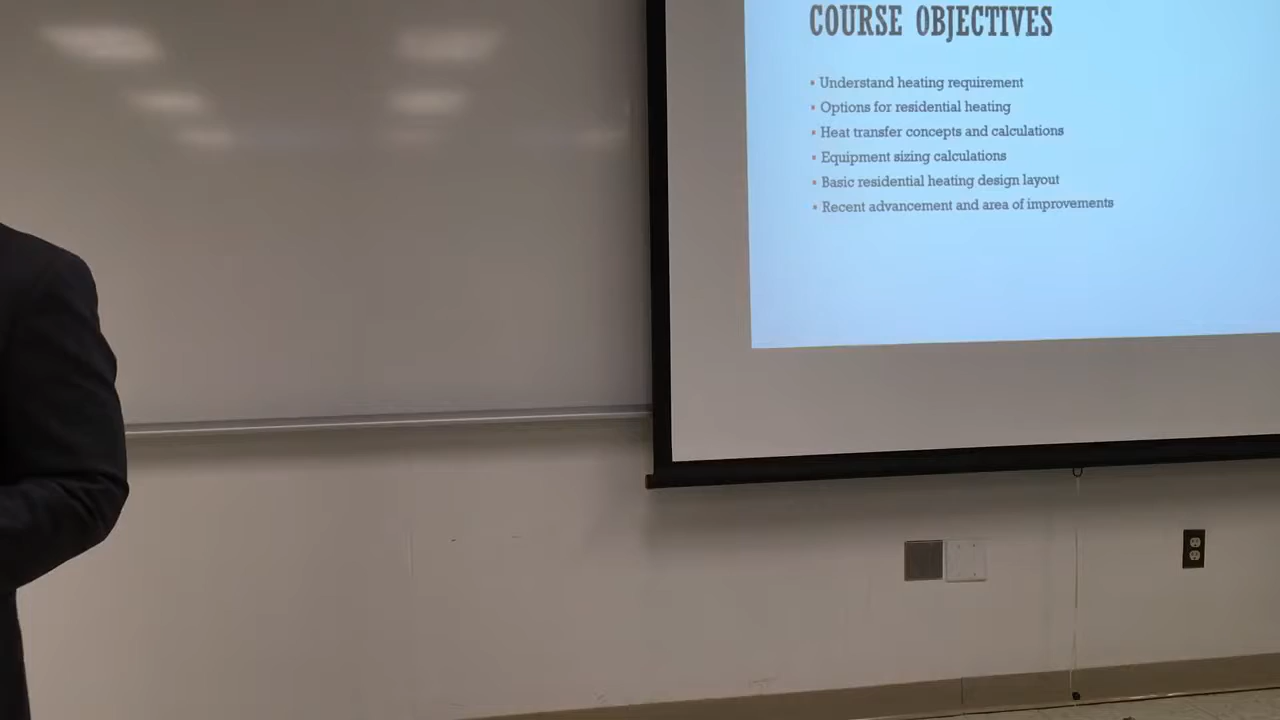 COURSE OBJECTIVES
▪ Understand heating requirement
▪ Options for residential heating
▪ Heat transfer concepts and calculations
▪ Equipment sizing calculations
▪ Basic residential heating design layout
▪ Recent advancement and area of improvements